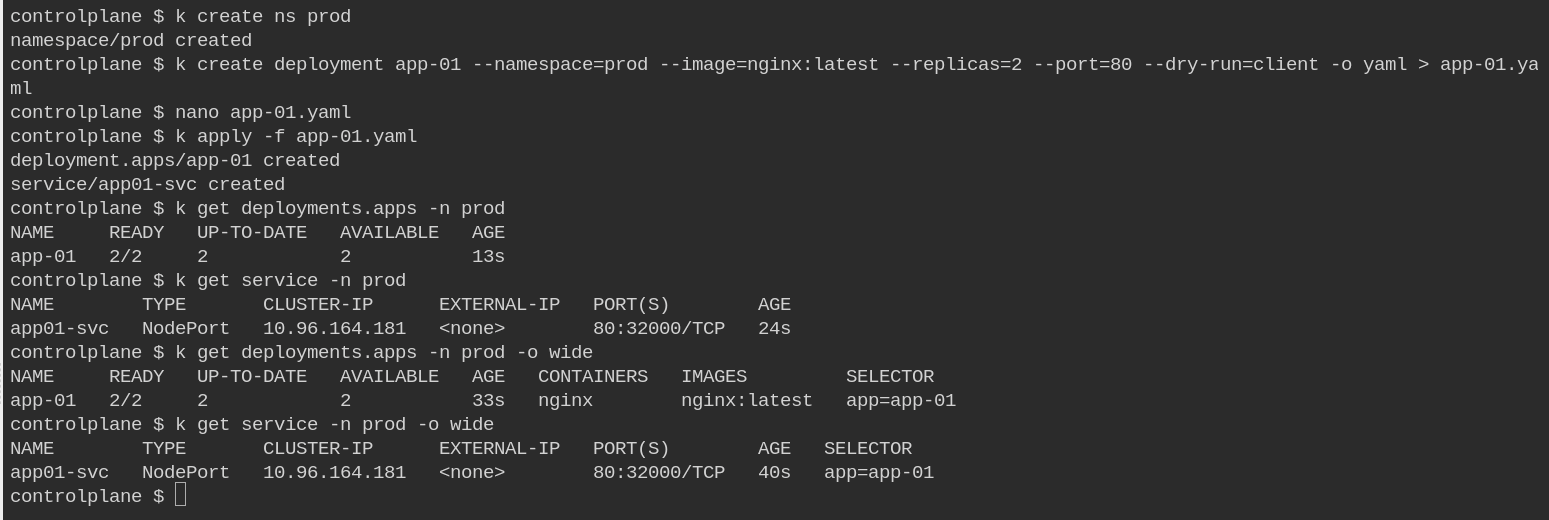 controlplane $ k create ns prod
namespace/prod created
controlplane $ k create deployment app-01 --namespace=prod --image=nginx:latest --replicas=2 --port=80 --dry-run=client -o yaml > app-01.ya
ml
controlplane $ nano app-01.yaml
controlplane $ k apply -f app-01.yaml
deployment.apps/app-01 created
service/app01-svc created
controlplane $ k get deployments.apps -n prod
NAME     READY   UP-TO-DATE   AVAILABLE   AGE
app-01   2/2     2            2           13s
controlplane $ k get service -n prod
NAME        TYPE       CLUSTER-IP      EXTERNAL-IP   PORT(S)        AGE
app01-svc   NodePort   10.96.164.181   <none>        80:32000/TCP   24s
controlplane $ k get deployments.apps -n prod -o wide
NAME     READY   UP-TO-DATE   AVAILABLE   AGE   CONTAINERS   IMAGES         SELECTOR
app-01   2/2     2            2           33s   nginx        nginx:latest   app=app-01
controlplane $ k get service -n prod -o wide
NAME        TYPE       CLUSTER-IP      EXTERNAL-IP   PORT(S)        AGE   SELECTOR
app01-svc   NodePort   10.96.164.181   <none>        80:32000/TCP   40s   app=app-01
controlplane $